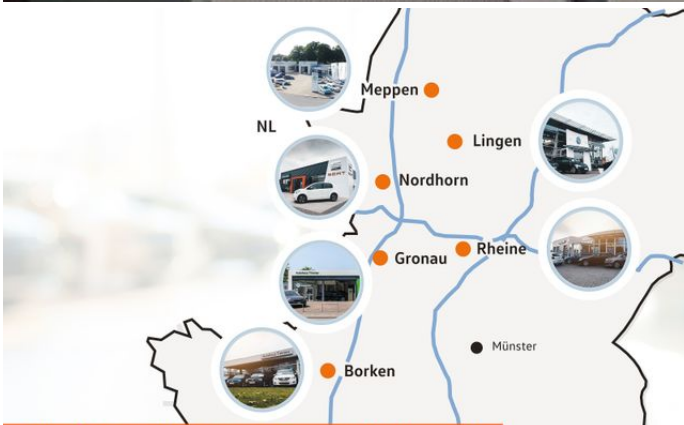 Meppen
NL
Lingen
Nordhorn
Gronau
Rheine
Münster
Borken